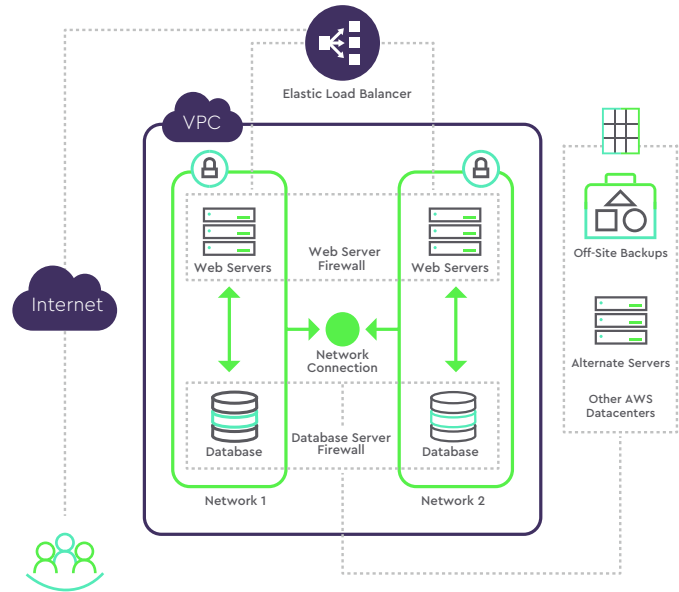 Elastic Load Balancer
VPC
Web Servers
Web Server
Firewall
Web Servers
Off-Site Backups
Internet
Network
Connection
Alternate Servers
Other AWS
Datacenters
Database
Database Server
Firewall
Database
Network 1
Network 2